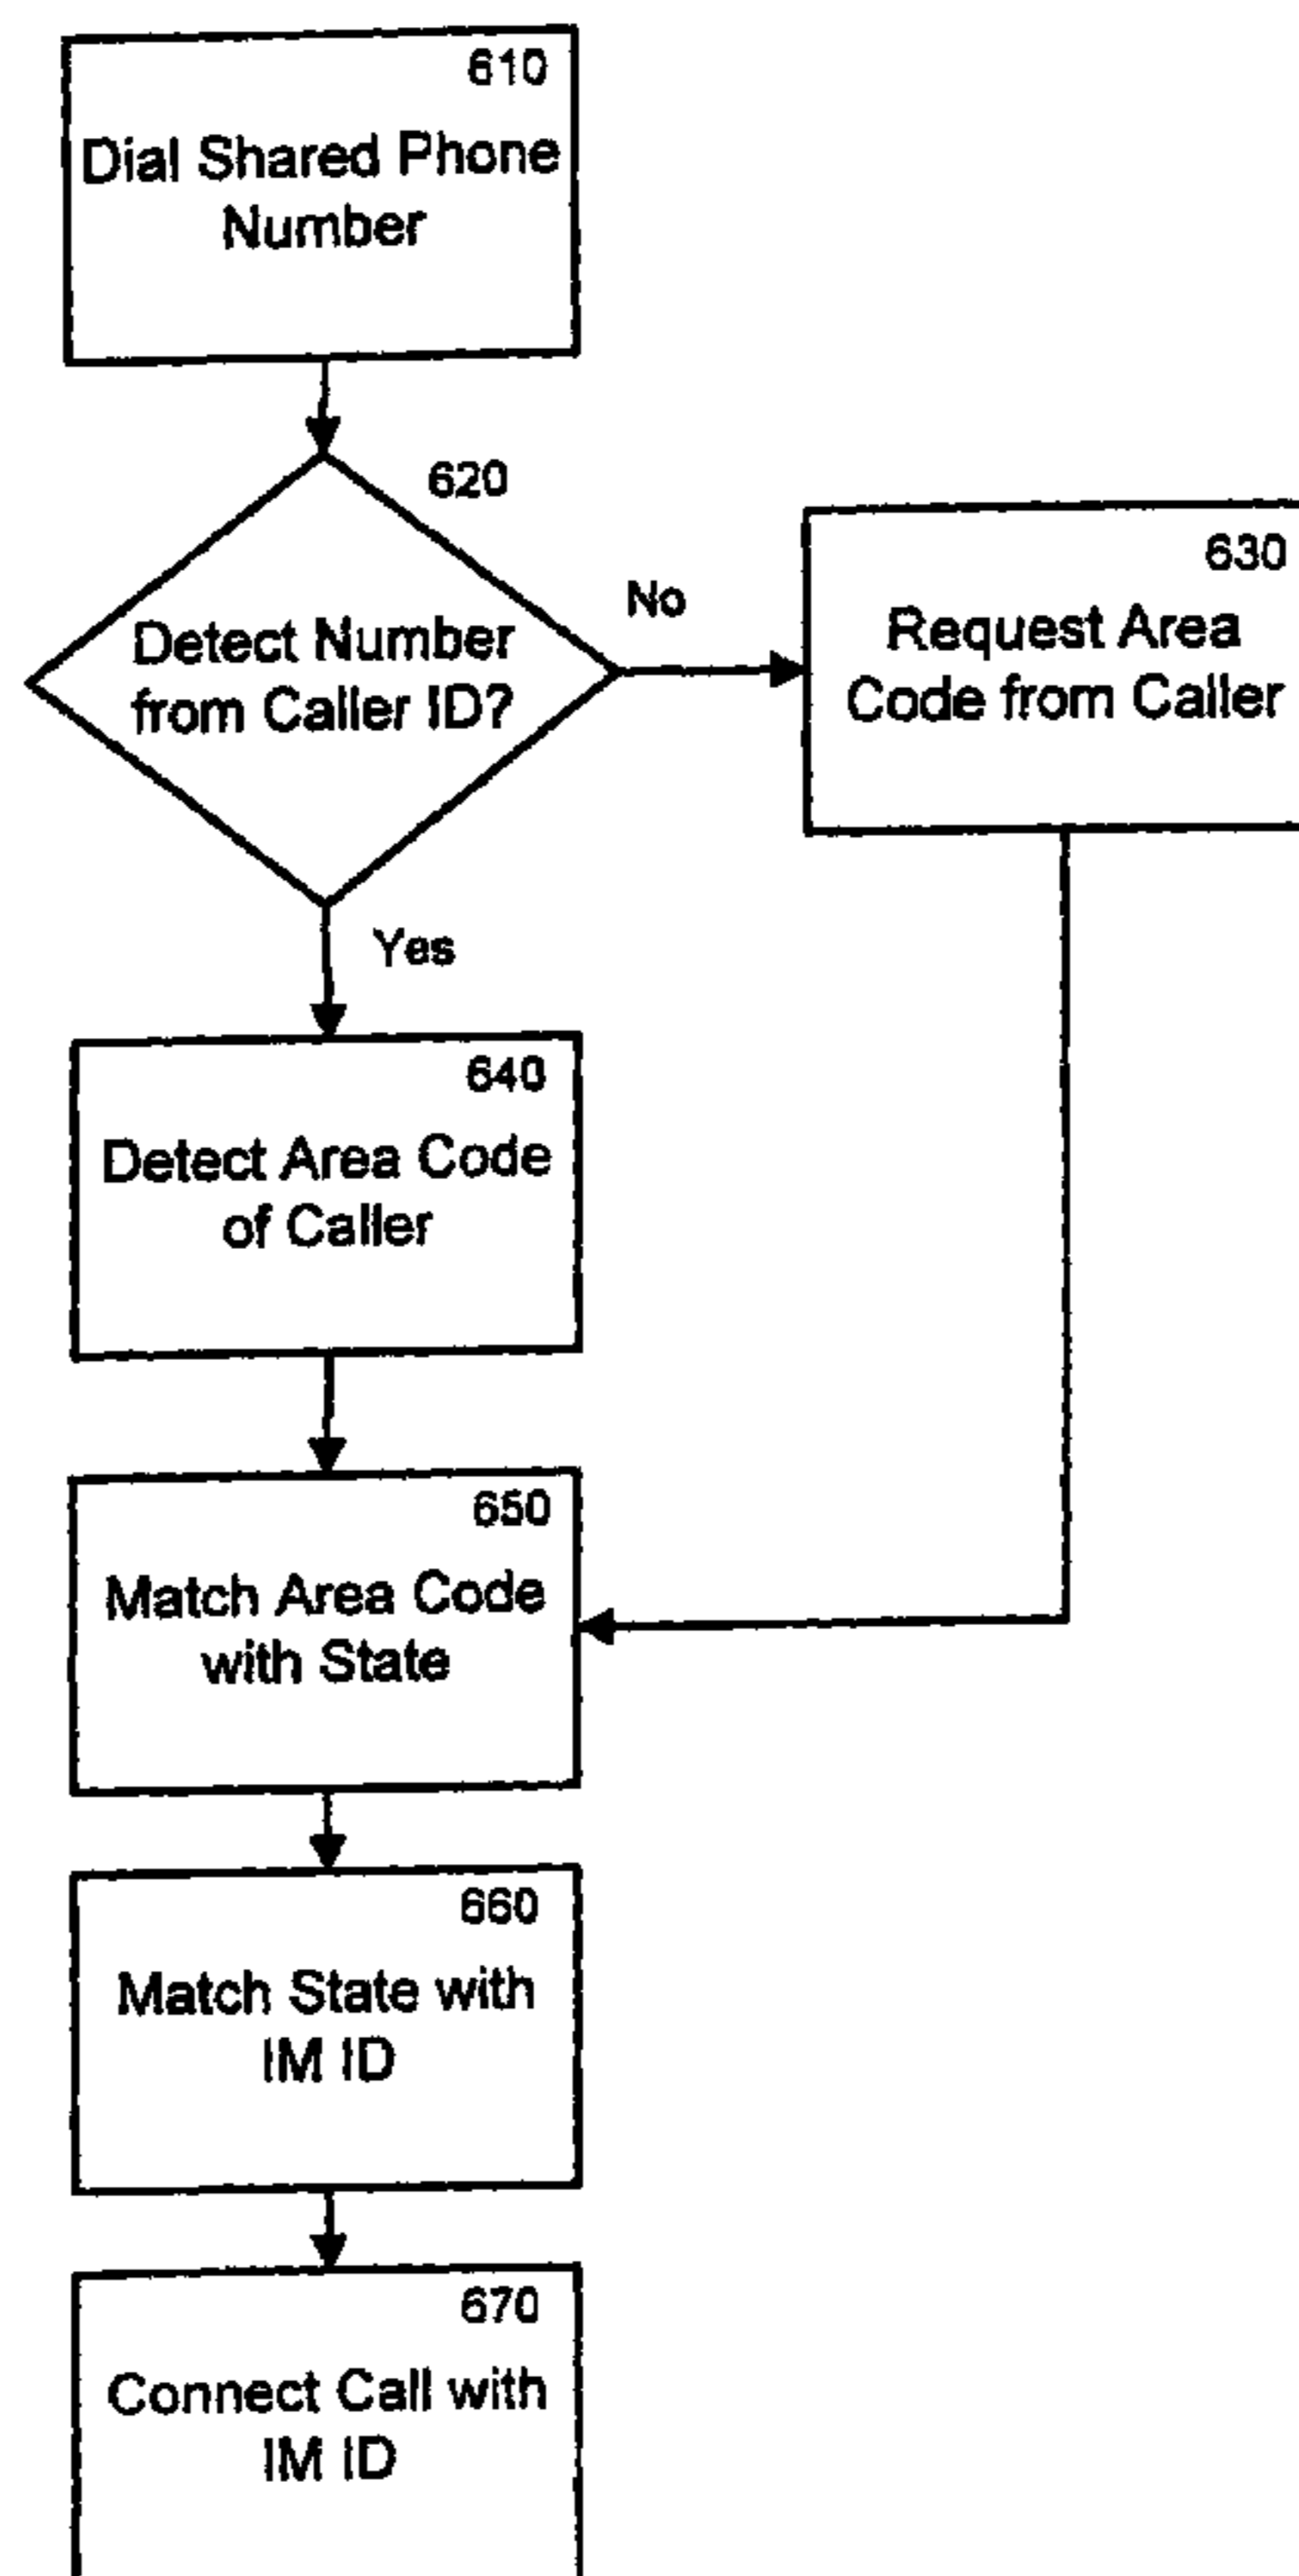 610
Dial Shared Phone
Number
620
Detect Number
from Caller ID?
No
630
Request Area
Code from Caller
Yes
640
Detect Area Code
of Caller
650
Match Area Code
with State
660
Match State with
IM ID
670
Connect Call with
IM ID